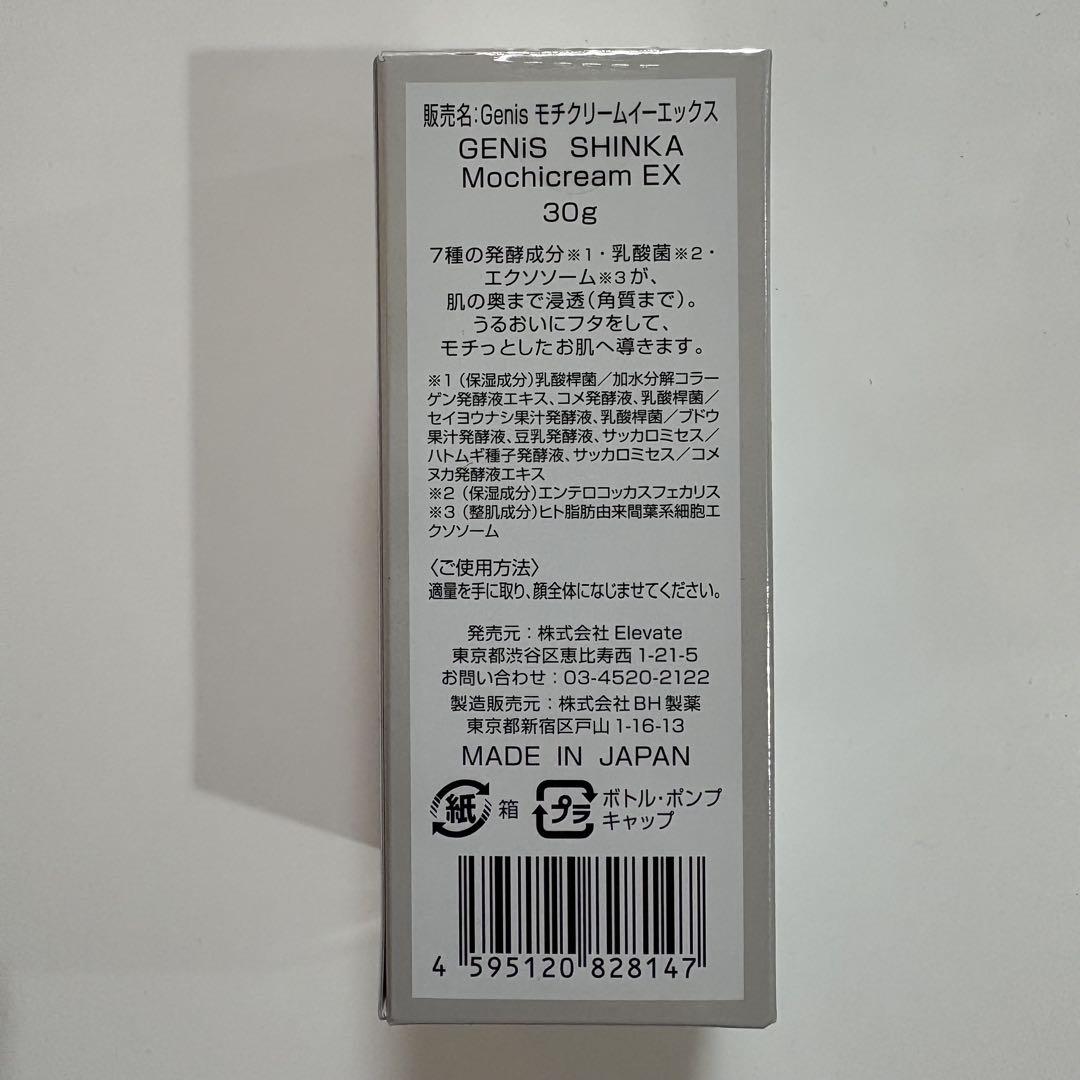 販売名:Genis モチクリームイーエックス
GENiS SHINKA
Mochicream EX
30g
7種の発酵成分※1・乳酸菌※2・
エクソソーム※3が、
肌の奥まで浸透(角質まで)。
うるおいにフタをして、
モチっとしたお肌へ導きます。
※1(保湿成分)乳酸桿菌/加水分解コラー
ゲン発酵液エキス、コメ発酵液、乳酸桿菌/
セイヨウナシ果汁発酵液、乳酸桿菌/ブドウ
果汁発酵液、豆乳発酵液、サッカロミセス/
ハトムギ種子発酵液、サッカロミセス/コメ
ヌカ発酵液エキス
※2(保湿成分)エンテロコッカスフェカリス
※3(整肌成分)ヒト脂肪由来間葉系細胞エ
クソソーム
〈ご使用方法〉
適量を手に取り、顔全体になじませてください。
発売元:株式会社Elevate
東京都渋谷区恵比寿西1-21-5
お問い合わせ:03-4520-2122
製造販売元:株式会社BH製薬
東京都新宿区戸山1-16-13
MADE IN JAPAN
紙 箱
プラ ボトル・ポンプ
キャップ
4 595120 828147